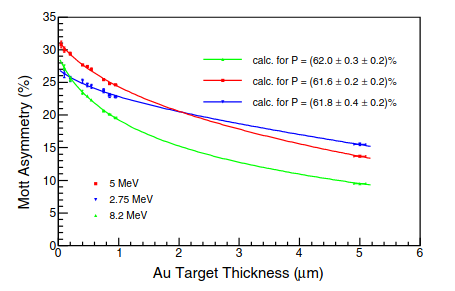 35
30
25
20
15
10
5
0
0
1
2
3
4
5
6
Mott Asymmetry (%)
Au Target Thickness (μm)
calc. for P = (62.0 ± 0.3 ± 0.2)%
calc. for P = (61.6 ± 0.2 ± 0.2)%
calc. for P = (61.8 ± 0.4 ± 0.2)%
5 MeV
2.75 MeV
8.2 MeV